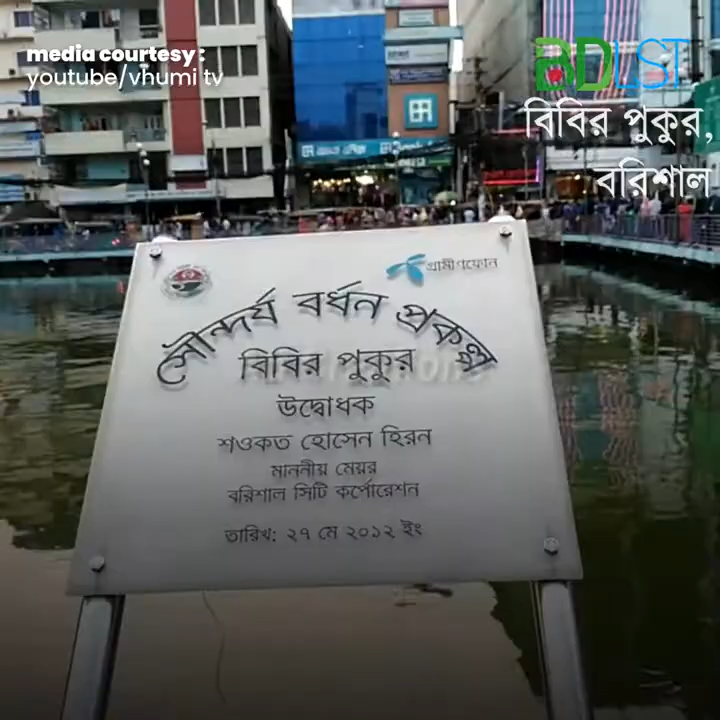 media courtesy :
youtube/vhumi tv
BDLST
বিবির পুকুর,
বরিশাল
গ্রামীণফোন
সৌন্দর্য বর্ধন প্রকল্প
বিবির পুকুর
উদ্বোধক
শওকত হোসেন হিরন
মাননীয় মেয়র
বরিশাল সিটি কর্পোরেশন
তারিখ: ২৭ মে ২০১২ ইং